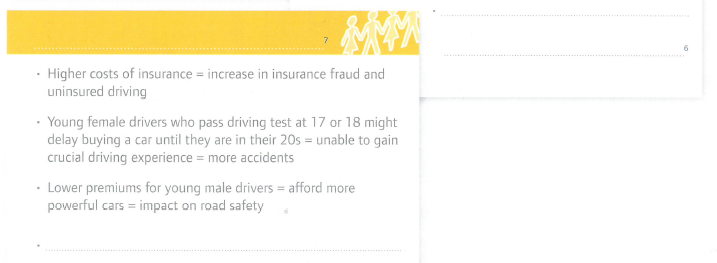 7
• Higher costs of insurance = increase in insurance fraud and
uninsured driving
• Young female drivers who pass driving test at 17 or 18 might
delay buying a car until they are in their 20s = unable to gain
crucial driving experience = more accidents
• Lower premiums for young male drivers = afford more
powerful cars = impact on road safety
•
•
6